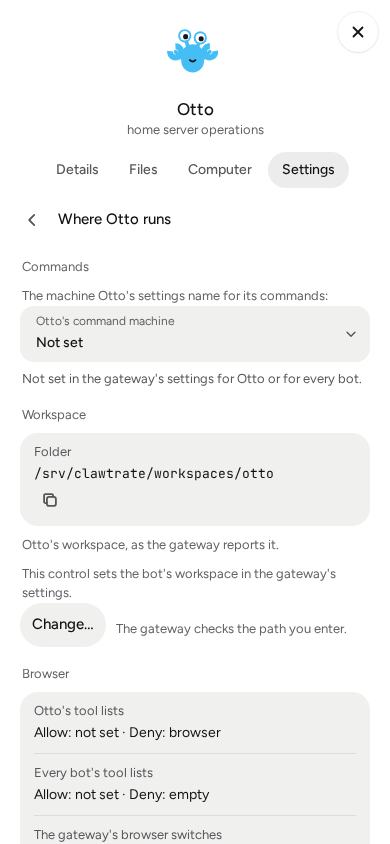 Otto
home server operations
Details Files Computer Settings
Where Otto runs
Commands
The machine Otto's settings name for its commands:
Otto's command machine
Not set
Not set in the gateway's settings for Otto or for every bot.
Workspace
Folder
/srv/clawtrate/workspaces/otto
Otto's workspace, as the gateway reports it.
This control sets the bot's workspace in the gateway's
settings.
Change... The gateway checks the path you enter.
Browser
Otto's tool lists
Allow: not set · Deny: browser
Every bot's tool lists
Allow: not set · Deny: empty
The gateway's browser switches